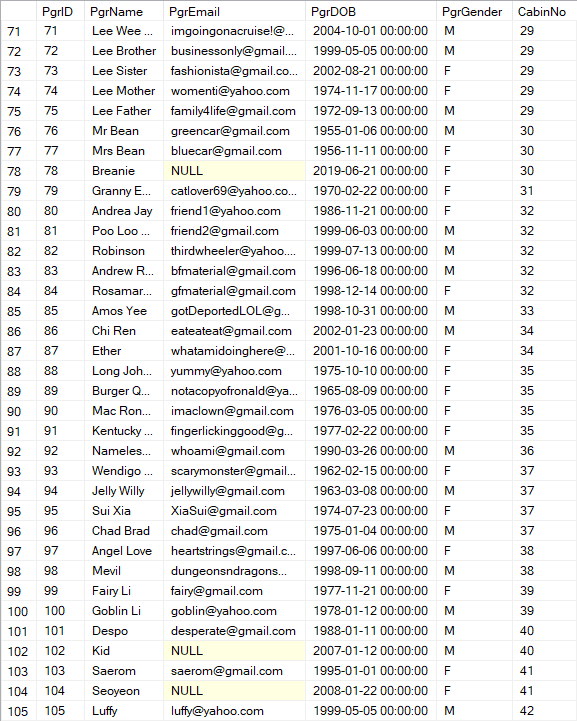 PgrID PgrName PgrEmail PgrDOB PgrGender CabinNo
71 71 Lee Wee ... imgoingonacruise!@... 2004-10-01 00:00:00 M 29
72 72 Lee Brother businessonly@gmail.... 1999-05-05 00:00:00 M 29
73 73 Lee Sister fashionista@gmail.co... 2002-08-21 00:00:00 F 29
74 74 Lee Mother womenti@yahoo.com 1974-11-17 00:00:00 F 29
75 75 Lee Father family4life@gmail.com 1972-09-13 00:00:00 M 29
76 76 Mr Bean greencar@gmail.com 1955-01-06 00:00:00 M 30
77 77 Mrs Bean bluecar@gmail.com 1956-11-11 00:00:00 F 30
78 78 Breanie NULL 2019-06-21 00:00:00 F 30
79 79 Granny E... catlover69@yahoo.co... 1970-02-22 00:00:00 F 31
80 80 Andrea Jay friend1@yahoo.com 1986-11-21 00:00:00 F 32
81 81 Poo Loo ... friend2@gmail.com 1999-06-03 00:00:00 M 32
82 82 Robinson thirdwheeler@yahoo.... 1999-07-13 00:00:00 M 32
83 83 Andrew R... bfmaterial@gmail.com 1996-06-18 00:00:00 M 32
84 84 Rosamar... gfmaterial@gmail.com 1998-12-14 00:00:00 F 32
85 85 Amos Yee gotDeportedLOL@g... 1998-10-31 00:00:00 M 33
86 86 Chi Ren eateateat@gmail.com 2002-01-23 00:00:00 M 34
87 87 Ether whatamidoinghere@... 2001-10-16 00:00:00 F 34
88 88 Long Joh... yummy@yahoo.com 1975-10-10 00:00:00 F 35
89 89 Burger Q... notacopyofronald@ya... 1965-08-09 00:00:00 F 35
90 90 Mac Ron... imaclown@gmail.com 1976-03-05 00:00:00 F 35
91 91 Kentucky ... fingerlickinggood@g... 1977-02-22 00:00:00 F 35
92 92 Nameles... whoami@gmail.com 1990-03-26 00:00:00 M 36
93 93 Wendigo ... scarymonster@gmail... 1962-02-15 00:00:00 F 37
94 94 Jelly Willy jellywilly@gmail.com 1963-03-08 00:00:00 M 37
95 95 Sui Xia XiaSui@gmail.com 1974-07-23 00:00:00 F 37
96 96 Chad Brad chad@gmail.com 1975-01-04 00:00:00 M 37
97 97 Angel Love heartstrings@gmail.c... 1997-06-06 00:00:00 F 38
98 98 Mevil dungeonsndragons... 1998-09-11 00:00:00 M 38
99 99 Fairy Li fairy@gmail.com 1977-11-21 00:00:00 F 39
100 100 Goblin Li goblin@yahoo.com 1978-01-12 00:00:00 M 39
101 101 Despo desperate@gmail.com 1988-01-11 00:00:00 M 40
102 102 Kid NULL 2007-01-12 00:00:00 M 40
103 103 Saerom saerom@gmail.com 1995-01-01 00:00:00 F 41
104 104 Seoyeon NULL 2008-01-22 00:00:00 F 41
105 105 Luffy luffy@yahoo.com 1999-05-05 00:00:00 M 42